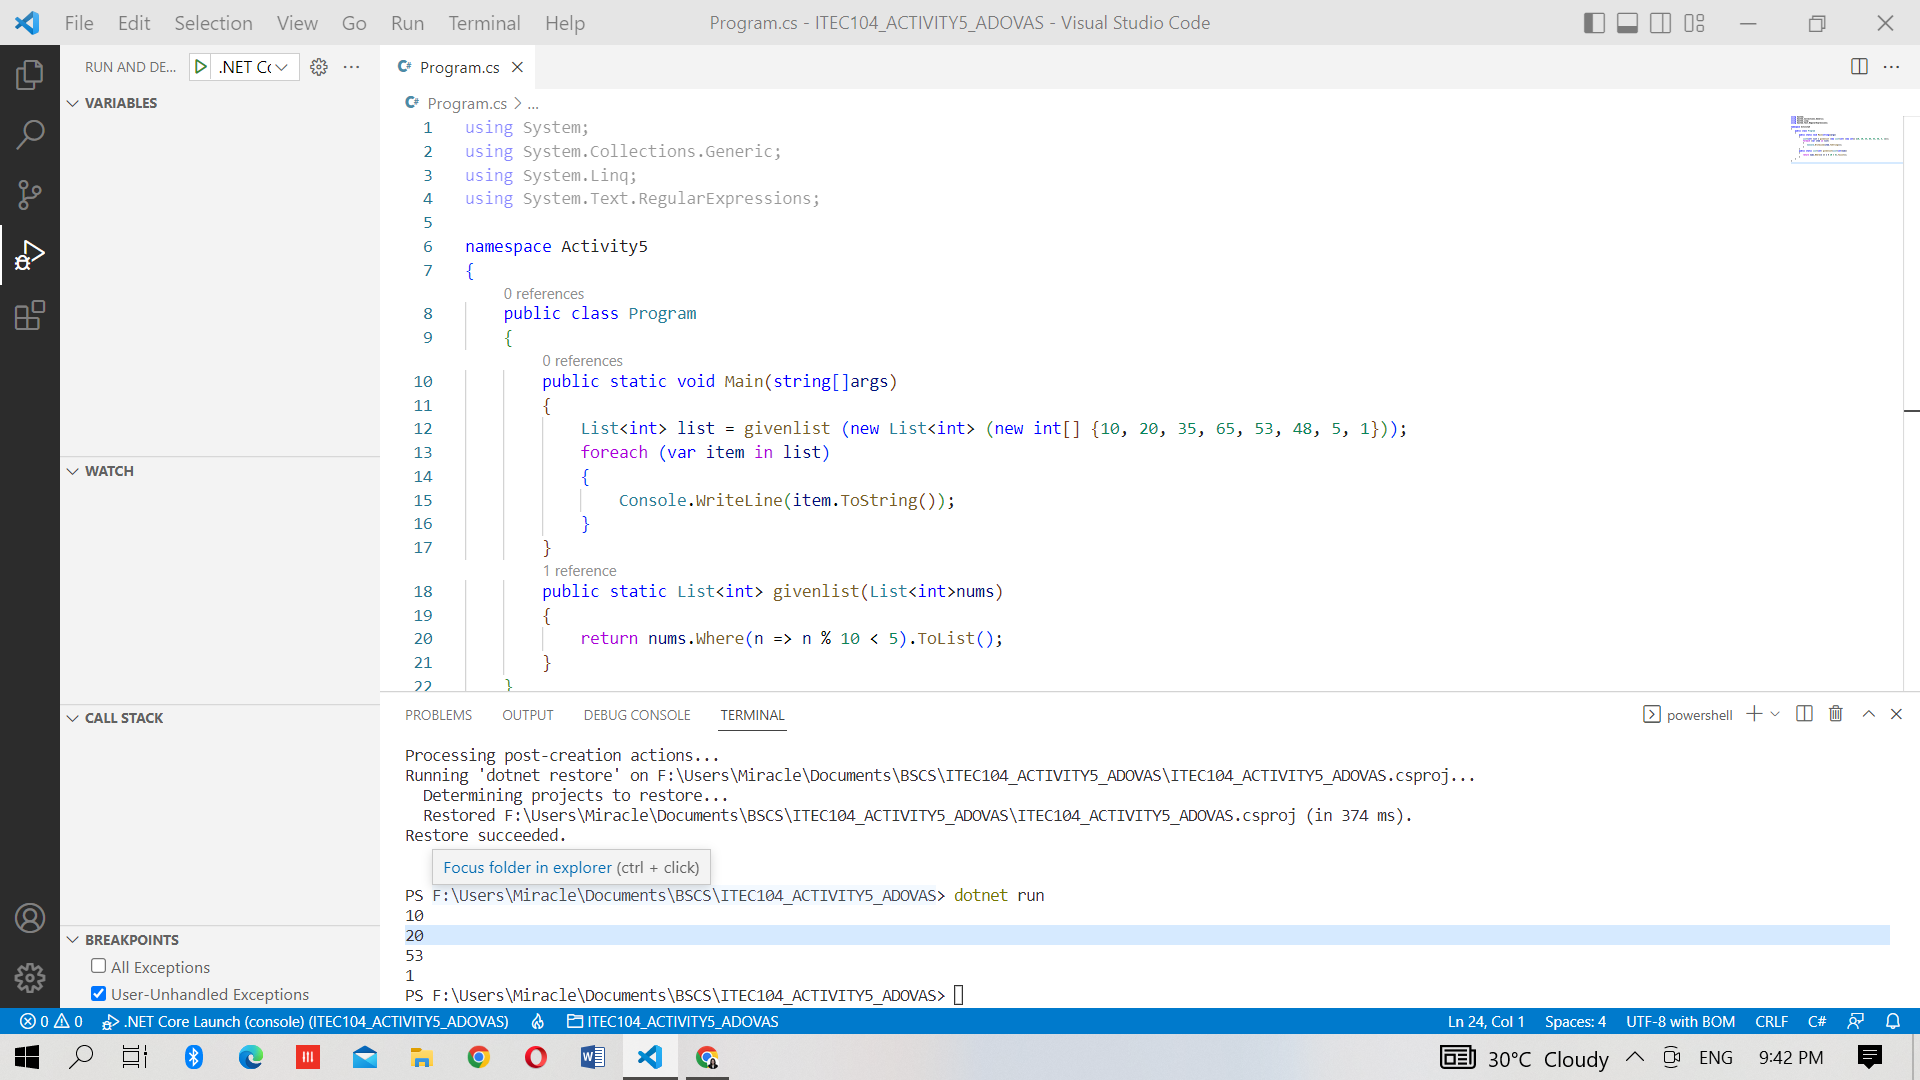 File Edit Selection View Go Run Terminal Help
Program.cs - ITEC104_ACTIVITY5_ADOVAS - Visual Studio Code
RUN AND DE... .NET Cc
VARIABLES
WATCH
CALL STACK
BREAKPOINTS
All Exceptions
User-Unhandled Exceptions
Program.cs
Program.cs > ...
1 using System;
2 using System.Collections.Generic;
3 using System.Linq;
4 using System.Text.RegularExpressions;
5
6 namespace Activity5
7 {
0 references
8 public class Program
9 {
0 references
10 public static void Main(string[]args)
11 {
12 List<int> list = givenlist (new List<int> (new int[] {10, 20, 35, 65, 53, 48, 5, 1}));
13 foreach (var item in list)
14 {
15 Console.WriteLine(item.ToString());
16 }
17 }
1 reference
18 public static List<int> givenlist(List<int>nums)
19 {
20 return nums.Where(n => n % 10 < 5).ToList();
21 }
22 }
PROBLEMS OUTPUT DEBUG CONSOLE TERMINAL
powershell
Processing post-creation actions...
Running 'dotnet restore' on F:\Users\Miracle\Documents\BSCS\ITEC104_ACTIVITY5_ADOVAS\ITEC104_ACTIVITY5_ADOVAS.csproj...
Determining projects to restore...
Restored F:\Users\Miracle\Documents\BSCS\ITEC104_ACTIVITY5_ADOVAS\ITEC104_ACTIVITY5_ADOVAS.csproj (in 374 ms).
Restore succeeded.
Focus folder in explorer (ctrl + click)
PS F:\Users\Miracle\Documents\BSCS\ITEC104_ACTIVITY5_ADOVAS> dotnet run
10
20
53
1
PS F:\Users\Miracle\Documents\BSCS\ITEC104_ACTIVITY5_ADOVAS>
0 0 .NET Core Launch (console) (ITEC104_ACTIVITY5_ADOVAS) ITEC104_ACTIVITY5_ADOVAS
Ln 24, Col 1 Spaces: 4 UTF-8 with BOM CRLF C#
30°C Cloudy ENG 9:42 PM